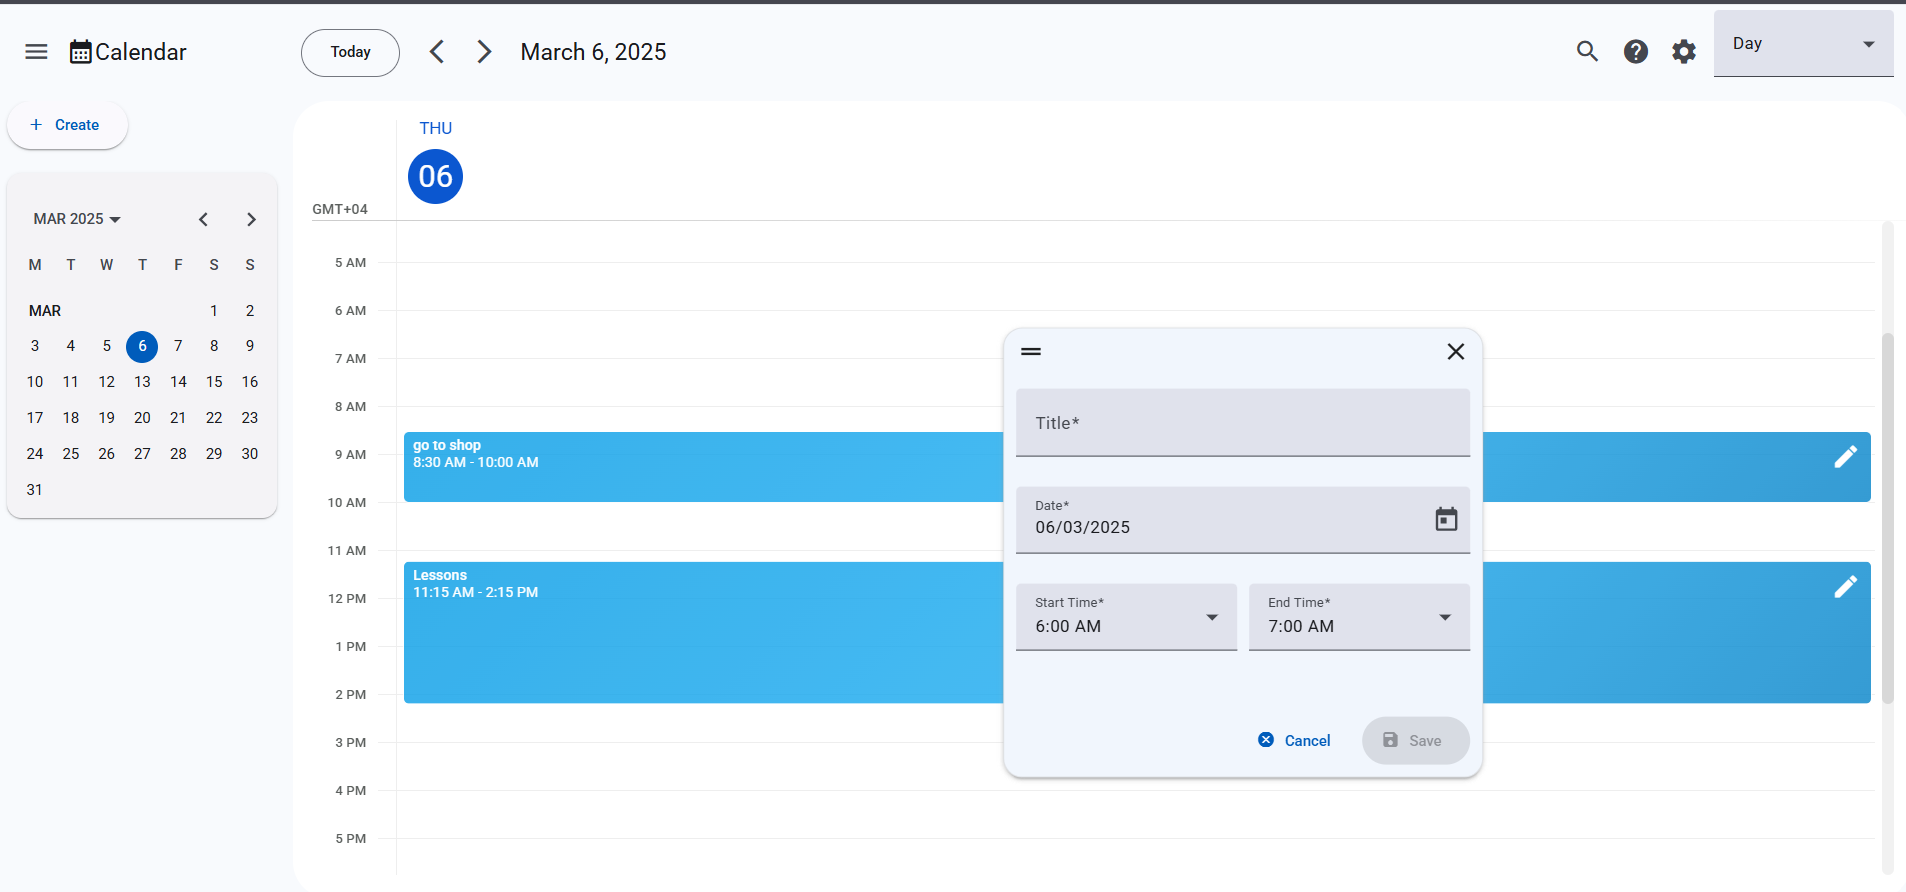 Calendar
Today
March 6, 2025
Day
+ Create
MAR 2025
M T W T F S S
MAR 1 2
3 4 5 6 7 8 9
10 11 12 13 14 15 16
17 18 19 20 21 22 23
24 25 26 27 28 29 30
31
THU
06
GMT+04
5 AM
6 AM
7 AM
8 AM
9 AM
10 AM
11 AM
12 PM
1 PM
2 PM
3 PM
4 PM
5 PM
go to shop
8:30 AM - 10:00 AM
Lessons
11:15 AM - 2:15 PM
Title*
Date*
06/03/2025
Start Time*
6:00 AM
End Time*
7:00 AM
Cancel
Save